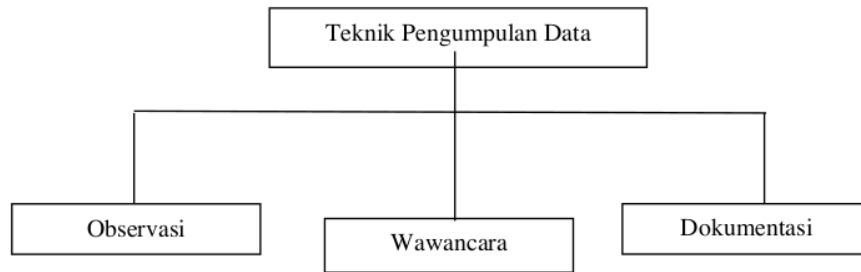 Teknik Pengumpulan Data
Observasi
Wawancara
Dokumentasi